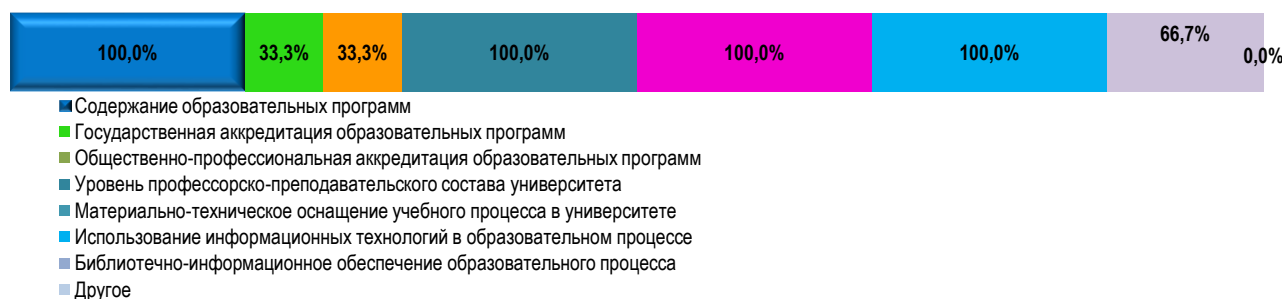 100,0% 33,3% 33,3% 100,0% 100,0% 100,0% 66,7% 0,0%
Содержание образовательных программ
Государственная аккредитация образовательных программ
Общественно-профессиональная аккредитация образовательных программ
Уровень профессорско-преподавательского состава университета
Материально-техническое оснащение учебного процесса в университете
Использование информационных технологий в образовательном процессе
Библиотечно-информационное обеспечение образовательного процесса
Другое